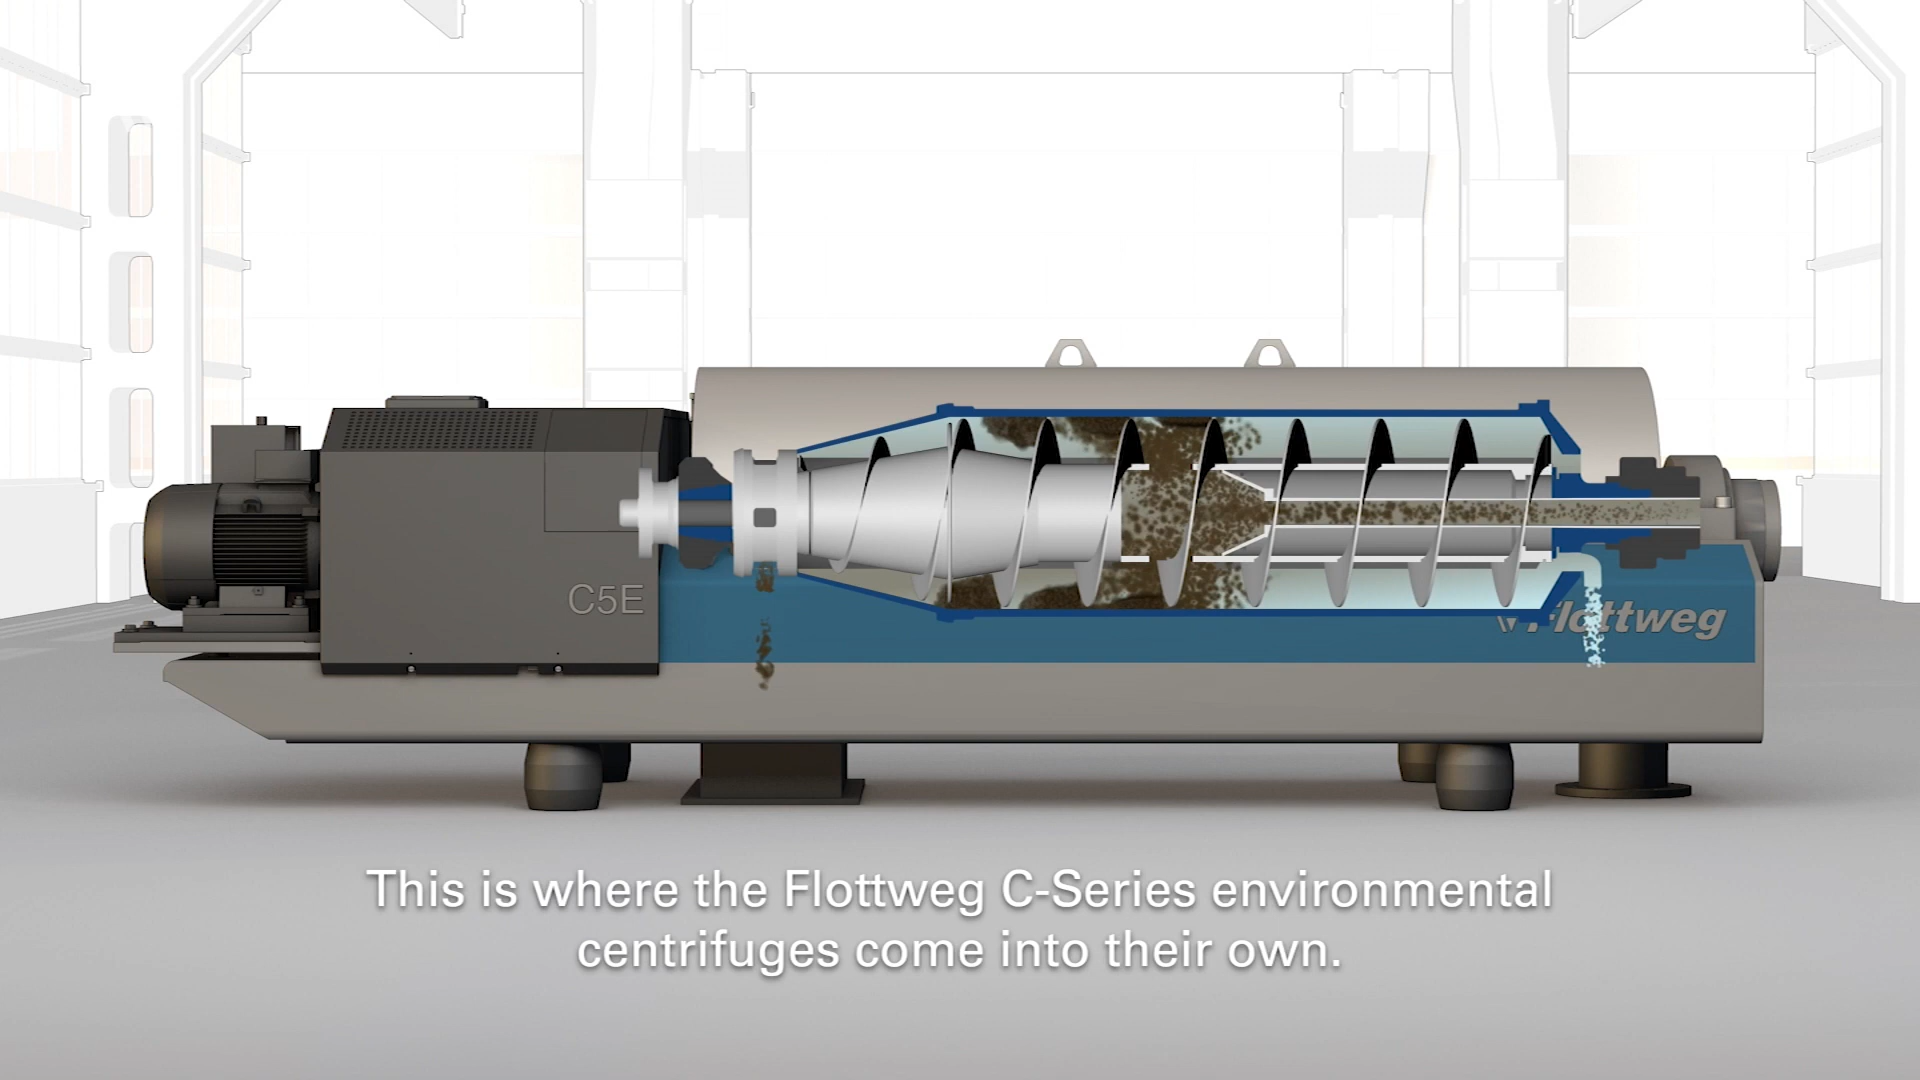 C5E
Flottweg
This is where the Flottweg C-Series environmental
centrifuges come into their own.